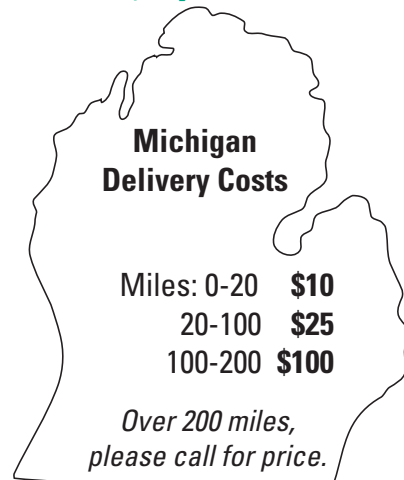 Michigan
Delivery Costs
Miles: 0-20 $10
20-100 $25
100-200 $100
Over 200 miles,
please call for price.